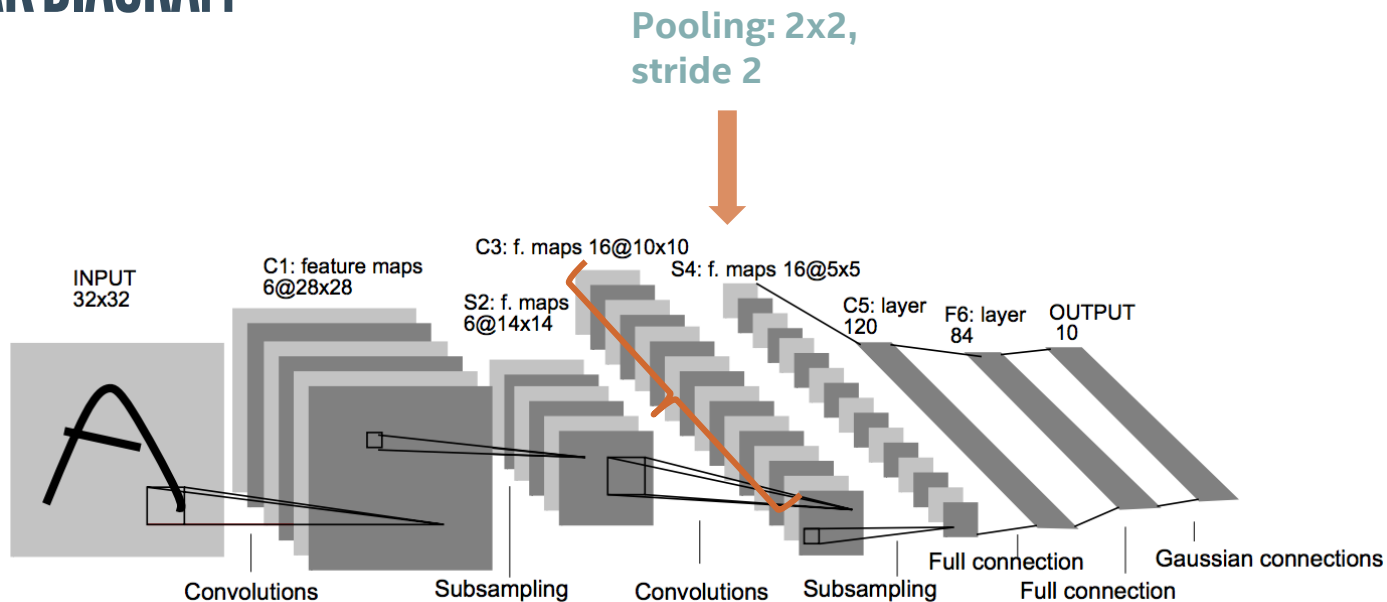 Pooling: 2x2,
stride 2
INPUT
32x32
C1: feature maps
6@28x28
S2: f. maps
6@14x14
C3: f. maps 16@10x10
S4: f. maps 16@5x5
C5: layer
120
F6: layer
84
OUTPUT
10
Convolutions
Subsampling
Convolutions
Subsampling
Full connection
Full connection
Gaussian connections